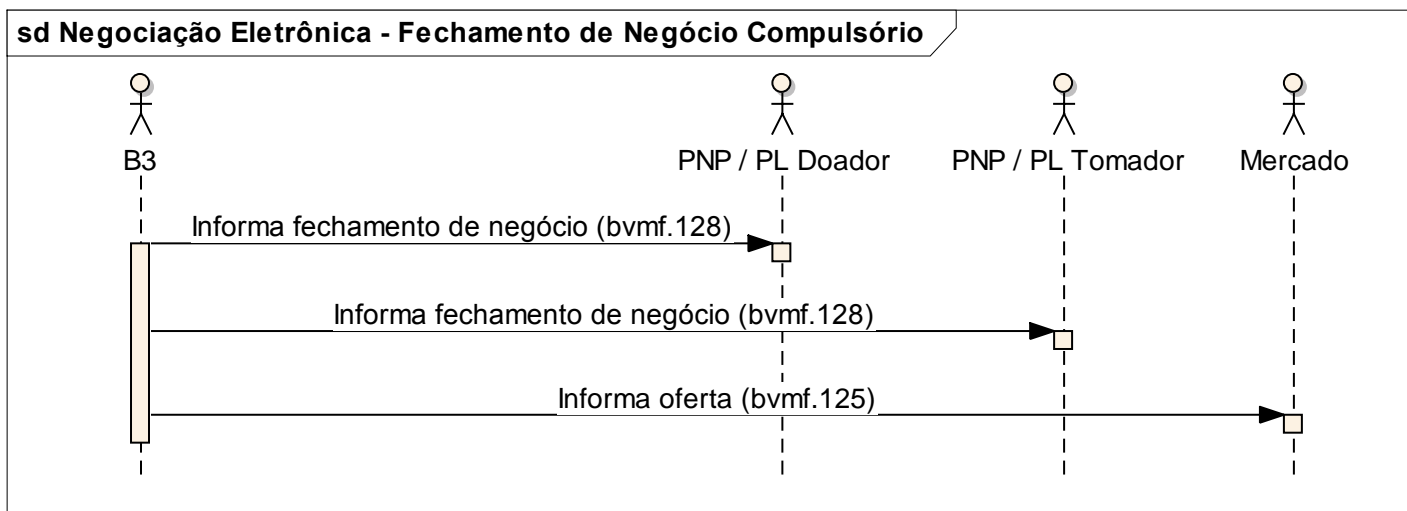 sd Negociação Eletrônica - Fechamento de Negócio Compulsório
B3
PNP / PL Doador
PNP / PL Tomador
Mercado
Informa fechamento de negócio (bvmf.128)
Informa fechamento de negócio (bvmf.128)
Informa oferta (bvmf.125)